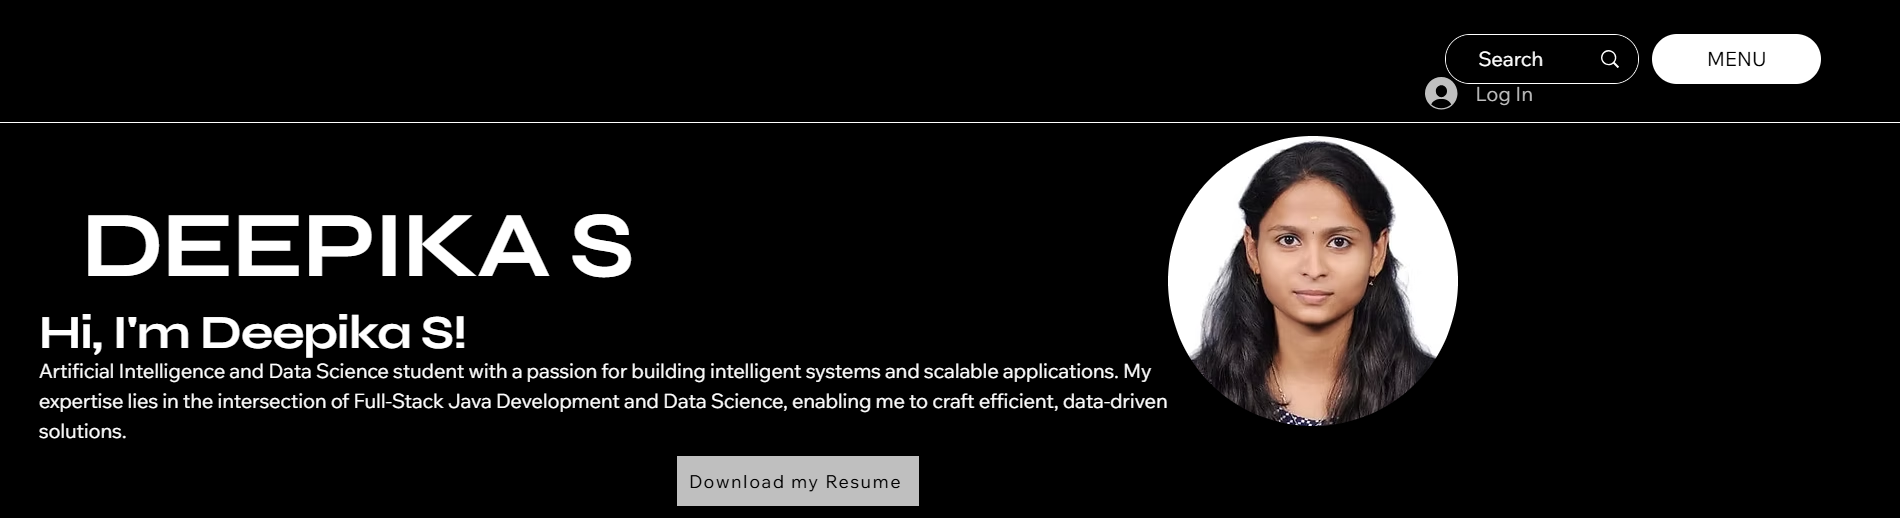 Search
MENU
Log In
DEEPIKA S
Hi, I'm Deepika S!
Artificial Intelligence and Data Science student with a passion for building intelligent systems and scalable applications. My
expertise lies in the intersection of Full-Stack Java Development and Data Science, enabling me to craft efficient, data-driven
solutions.
Download my Resume